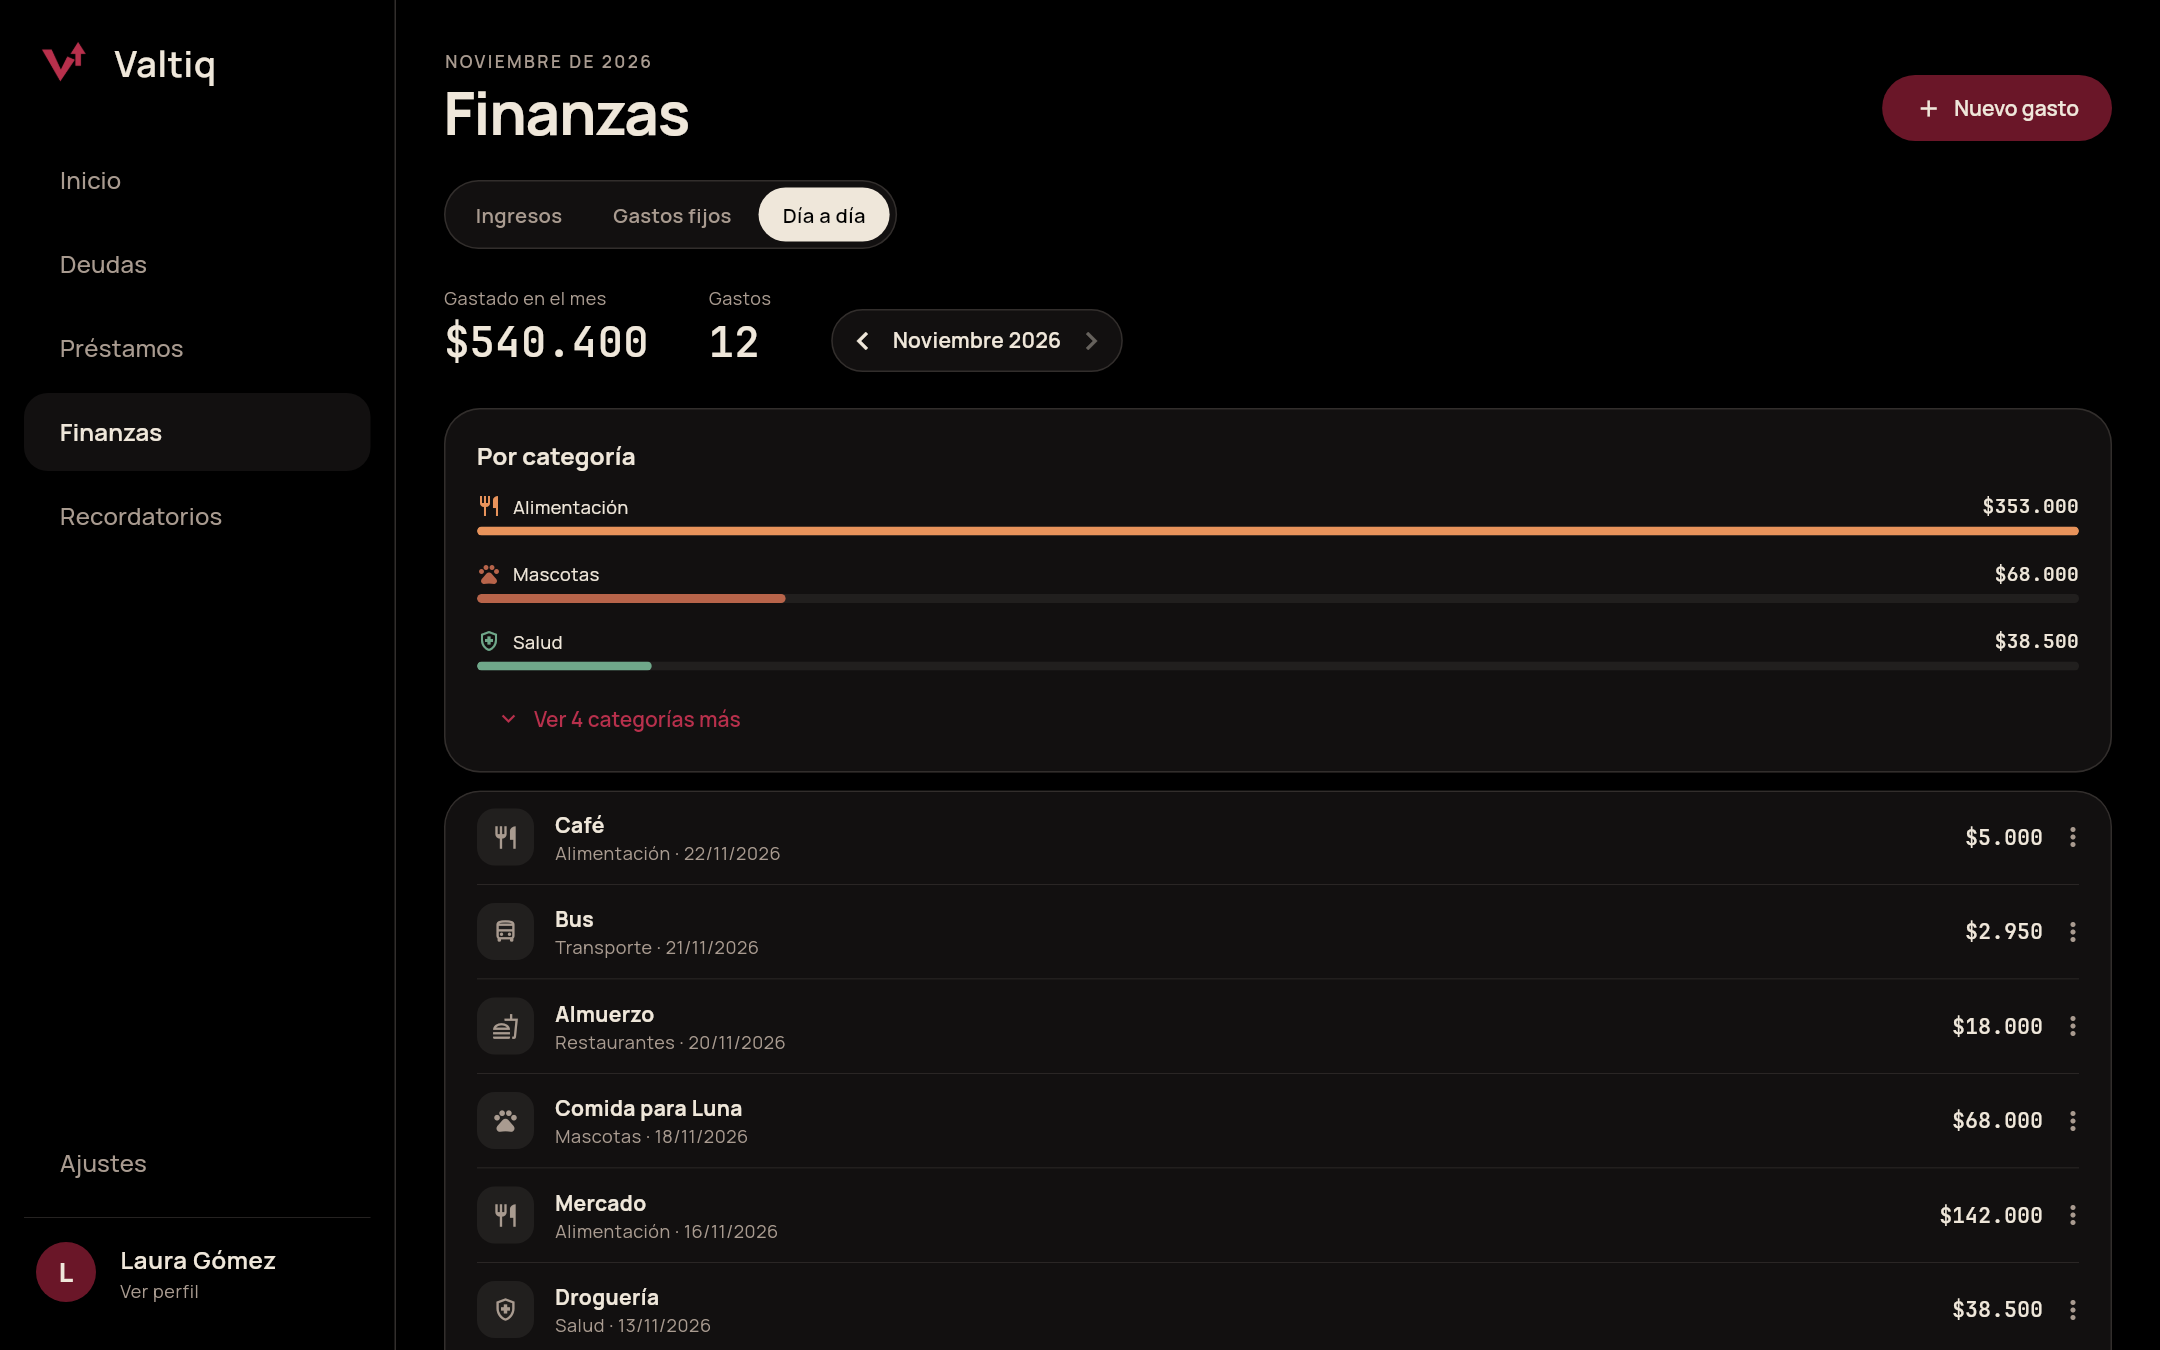 Valtiq
Inicio
Deudas
Préstamos
Finanzas
Recordatorios
Ajustes
L
Laura Gómez
Ver perfil
NOVIEMBRE DE 2026
Finanzas
+ Nuevo gasto
Ingresos
Gastos fijos
Día a día
Gastado en el mes
$540.400
Gastos
12
Noviembre 2026
Por categoría
Alimentación $353.000
Mascotas $68.000
Salud $38.500
Ver 4 categorías más
Café
Alimentación · 22/11/2026
$5.000
Bus
Transporte · 21/11/2026
$2.950
Almuerzo
Restaurantes · 20/11/2026
$18.000
Comida para Luna
Mascotas · 18/11/2026
$68.000
Mercado
Alimentación · 16/11/2026
$142.000
Droguería
Salud · 13/11/2026
$38.500